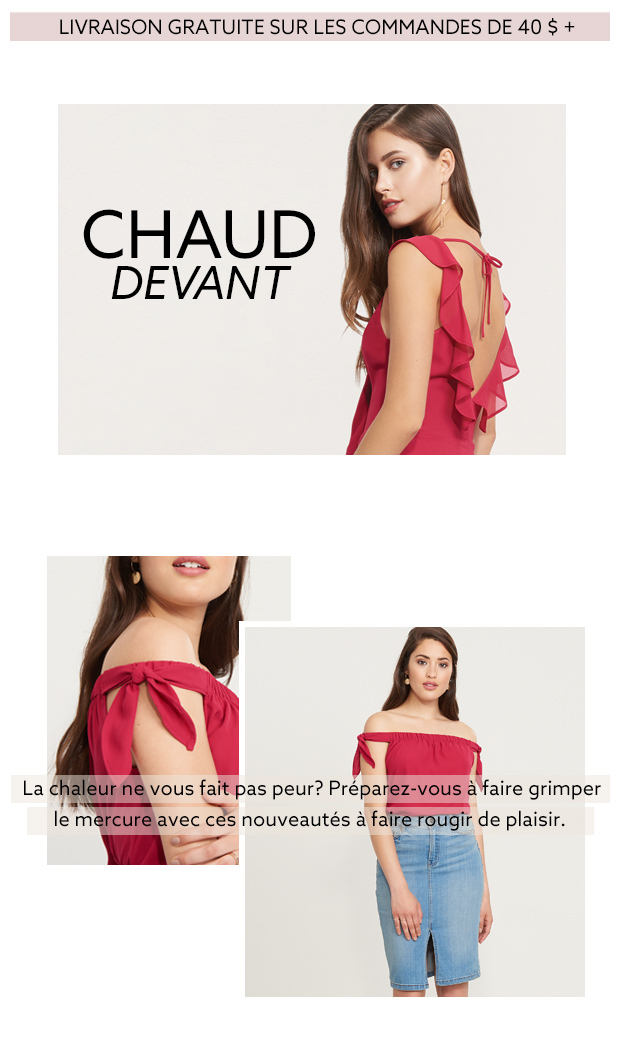 LIVRAISON GRATUITE SUR LES COMMANDES DE 40 $ +
CHAUD
DEVANT
La chaleur ne vous fait pas peur? Préparez-vous à faire grimper
le mercure avec ces nouveautés à faire rougir de plaisir.